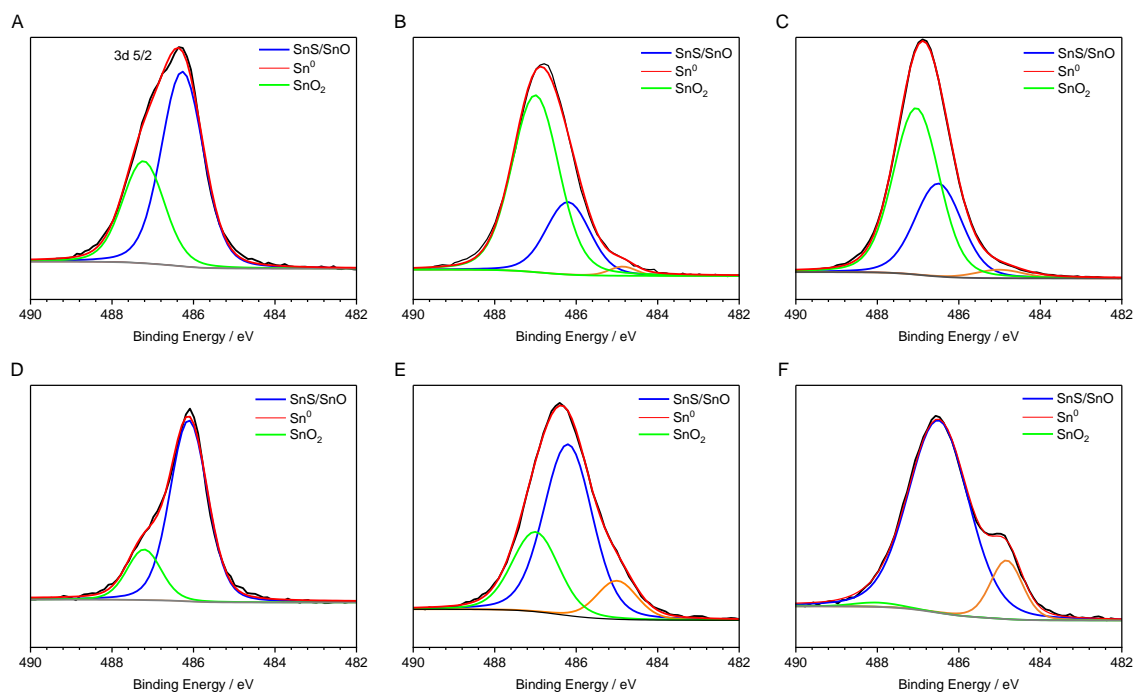 A
3d 5/2
SnS/SnO
Sn⁰
SnO₂
490 488 486 484 482
Binding Energy / eV
B
SnS/SnO
Sn⁰
SnO₂
490 488 486 484 482
Binding Energy / eV
C
SnS/SnO
Sn⁰
SnO₂
490 488 486 484 482
Binding Energy / eV
D
SnS/SnO
Sn⁰
SnO₂
490 488 486 484 482
Binding Energy / eV
E
SnS/SnO
Sn⁰
SnO₂
490 488 486 484 482
Binding Energy / eV
F
SnS/SnO
Sn⁰
SnO₂
490 488 486 484 482
Binding Energy / eV